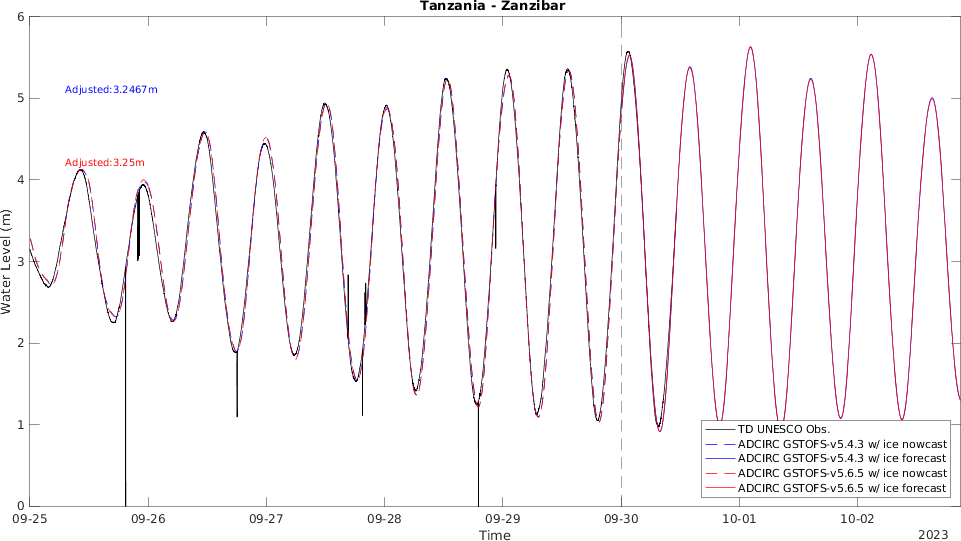 Tanzania - Zanzibar
6
5
4
3
2
1
0
Water Level (m)
Adjusted:3.2467m
Adjusted:3.25m
TD UNESCO Obs.
ADCIRC GSTOFS-v5.4.3 w/ ice nowcast
ADCIRC GSTOFS-v5.4.3 w/ ice forecast
ADCIRC GSTOFS-v5.6.5 w/ ice nowcast
ADCIRC GSTOFS-v5.6.5 w/ ice forecast
09-25 09-26 09-27 09-28 09-29 09-30 10-01 10-02
Time
2023